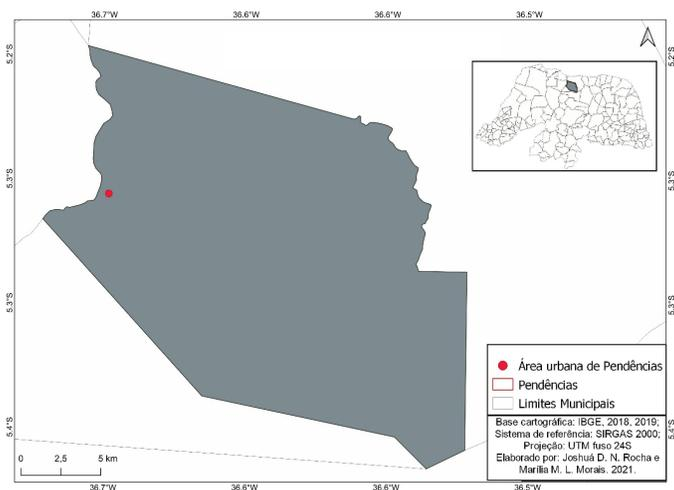 36.7°W 36.6°W 36.6°W 36.5°W
5.2°S 5.2°S
5.3°S 5.3°S
5.3°S 5.3°S
5.4°S 5.4°S
Área urbana de Pendências
Pendências
Limites Municipais
Base cartográfica: IBGE, 2018, 2019;
Sistema de referência: SIRGAS 2000;
Projeção: UTM fuso 24S
Elaborado por: Joshuá D. N. Rocha e
Marília M. L. Morais. 2021.
0 2,5 5 km
36.7°W 36.6°W 36.6°W 36.5°W